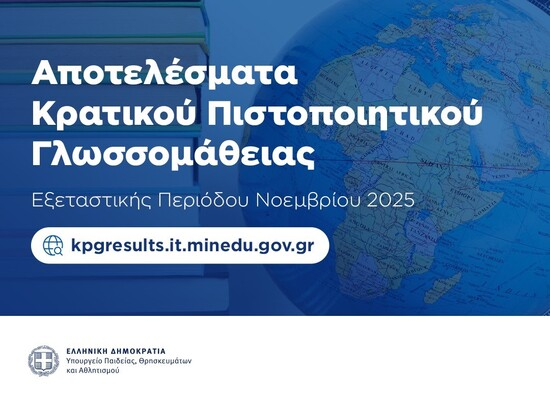 Αποτελέσματα
Κρατικού Πιστοποιητικού
Γλωσσομάθειας
Εξεταστικής Περιόδου Νοεμβρίου 2025
kpgresults.it.minedu.gov.gr
ΕΛΛΗΝΙΚΗ ΔΗΜΟΚΡΑΤΙΑ
Υπουργείο Παιδείας, Θρησκευμάτων
και Αθλητισμού